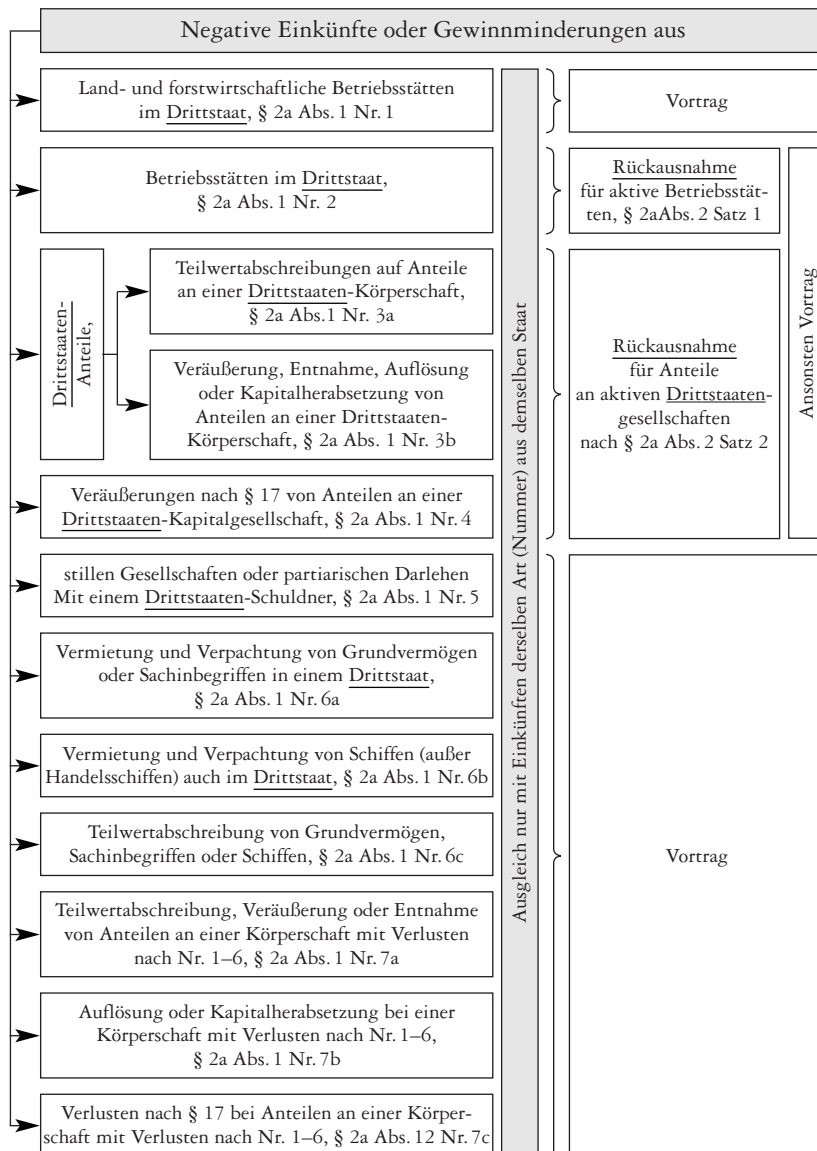 Negative Einkünfte oder Gewinnminderungen aus
Land- und forstwirtschaftliche Betriebsstätten
im Drittstaat, § 2a Abs. 1 Nr. 1
Vortrag
Betriebsstätten im Drittstaat,
§ 2a Abs. 1 Nr. 2
Rückausnahme
für aktive Betriebsstät-
ten, § 2aAbs. 2 Satz 1
Drittstaaten-
Anteile,
Teilwertabschreibungen auf Anteile
an einer Drittstaaten-Körperschaft,
§ 2a Abs.1 Nr. 3a
Veräußerung, Entnahme, Auflösung
oder Kapitalherabsetzung von
Anteilen an einer Drittstaaten-
Körperschaft, § 2a Abs. 1 Nr. 3b
Rückausnahme
für Anteile
an aktiven Drittstaaten-
gesellschaften
nach § 2a Abs. 2 Satz 2
Ansonsten Vortrag
Veräußerungen nach § 17 von Anteilen an einer
Drittstaaten-Kapitalgesellschaft, § 2a Abs. 1 Nr. 4
stillen Gesellschaften oder partiarischen Darlehen
Mit einem Drittstaaten-Schuldner, § 2a Abs. 1 Nr. 5
Vermietung und Verpachtung von Grundvermögen
oder Sachinbegriffen in einem Drittstaat,
§ 2a Abs. 1 Nr. 6a
Vermietung und Verpachtung von Schiffen (außer
Handelsschiffen) auch im Drittstaat, § 2a Abs. 1 Nr. 6b
Teilwertabschreibung von Grundvermögen,
Sachinbegriffen oder Schiffen, § 2a Abs. 1 Nr. 6c
Teilwertabschreibung, Veräußerung oder Entnahme
von Anteilen an einer Körperschaft mit Verlusten
nach Nr. 1–6, § 2a Abs. 1 Nr. 7a
Auflösung oder Kapitalherabsetzung bei einer
Körperschaft mit Verlusten nach Nr. 1–6,
§ 2a Abs. 1 Nr. 7b
Verlusten nach § 17 bei Anteilen an einer Körper-
schaft mit Verlusten nach Nr. 1–6, § 2a Abs. 12 Nr. 7c
Ausgleich nur mit Einkünften derselben Art (Nummer) aus demselben Staat
Vortrag